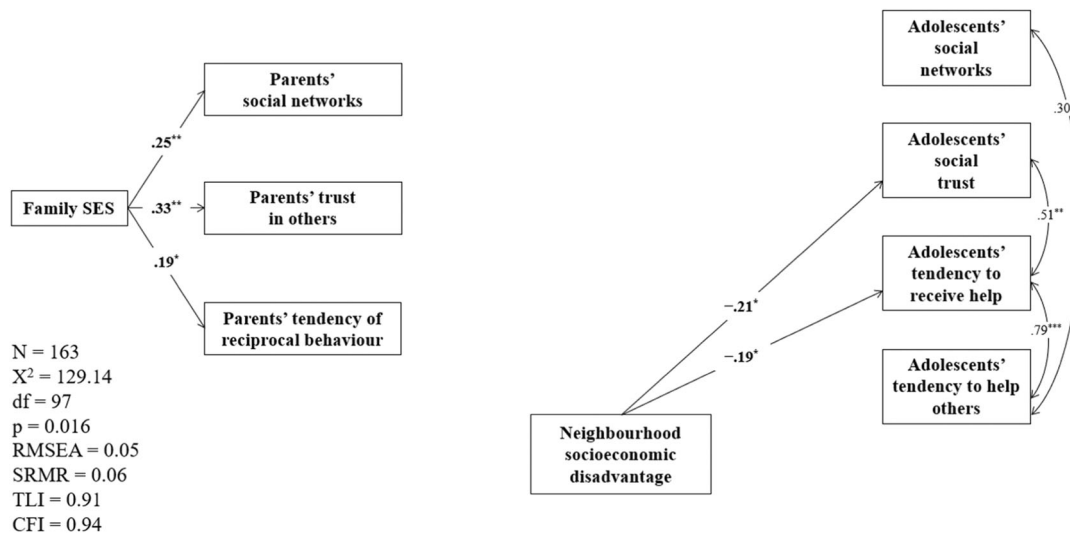 Parents'
social networks
.25**
Family SES
.33**
Parents' trust
in others
.19*
Parents' tendency of
reciprocal behaviour
N = 163
X² = 129.14
df = 97
p = 0.016
RMSEA = 0.05
SRMR = 0.06
TLI = 0.91
CFI = 0.94
Adolescents'
social
networks
.30
Adolescents'
social
trust
.51**
Adolescents'
tendency to
receive help
−.21*
−.19*
.79***
Adolescents'
tendency to help
others
Neighbourhood
socioeconomic
disadvantage